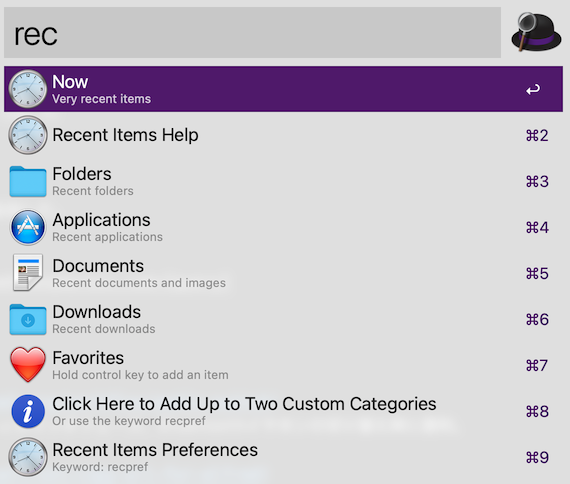 rec
Now
Very recent items
↩
Recent Items Help
⌘2
Folders
Recent folders
⌘3
Applications
Recent applications
⌘4
Documents
Recent documents and images
⌘5
Downloads
Recent downloads
⌘6
Favorites
Hold control key to add an item
⌘7
Click Here to Add Up to Two Custom Categories
Or use the keyword recpref
⌘8
Recent Items Preferences
Keyword: recpref
⌘9